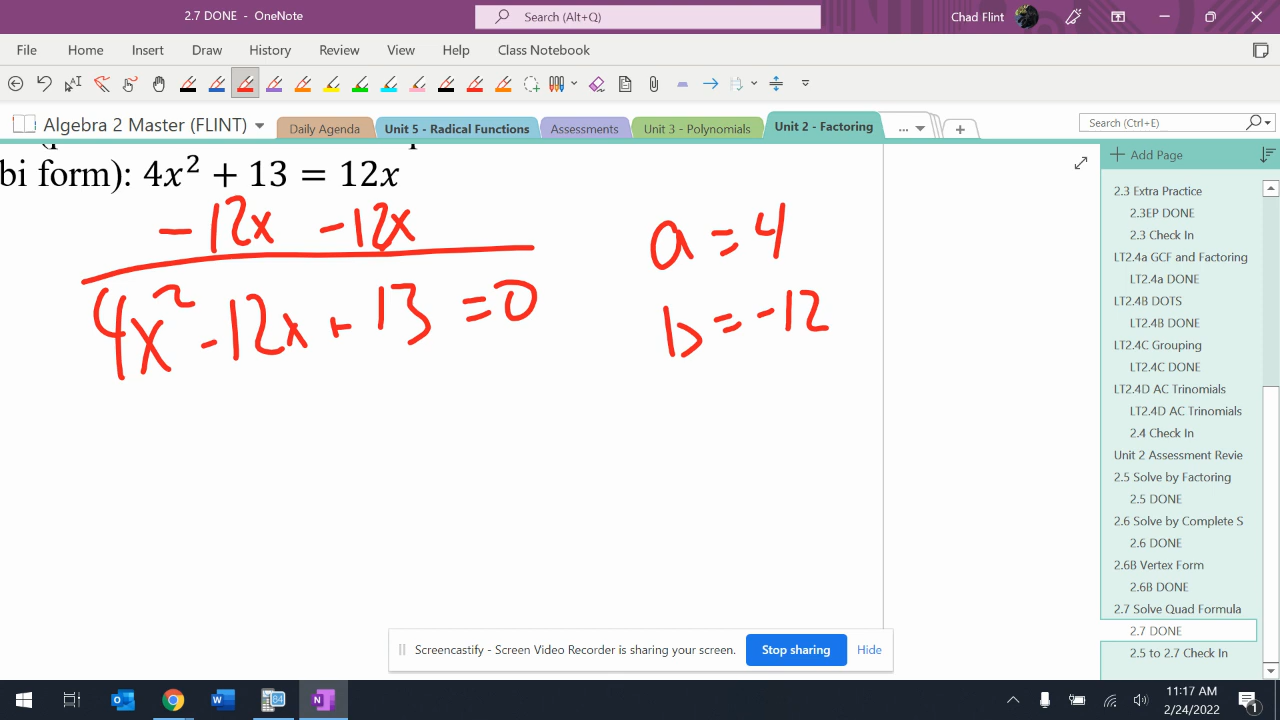 2.7 DONE - OneNote
Search (Alt+Q)
Chad Flint
File Home Insert Draw History Review View Help Class Notebook
Algebra 2 Master (FLINT)
Daily Agenda
Unit 5 - Radical Functions
Assessments
Unit 3 - Polynomials
Unit 2 - Factoring
...
+
Search (Ctrl+E)
bi form): 4x² + 13 = 12x
-12x -12x
4x² -12x + 13 = 0
a = 4
b = -12
Add Page
2.3 Extra Practice
2.3EP DONE
2.3 Check In
LT2.4a GCF and Factoring
LT2.4a DONE
LT2.4B DOTS
LT2.4B DONE
LT2.4C Grouping
LT2.4C DONE
LT2.4D AC Trinomials
LT2.4D AC Trinomials
2.4 Check In
Unit 2 Assessment Revie
2.5 Solve by Factoring
2.5 DONE
2.6 Solve by Complete S
2.6 DONE
2.6B Vertex Form
2.6B DONE
2.7 Solve Quad Formula
2.7 DONE
2.5 to 2.7 Check In
Screencastify - Screen Video Recorder is sharing your screen.
Stop sharing
Hide
11:17 AM
2/24/2022
1